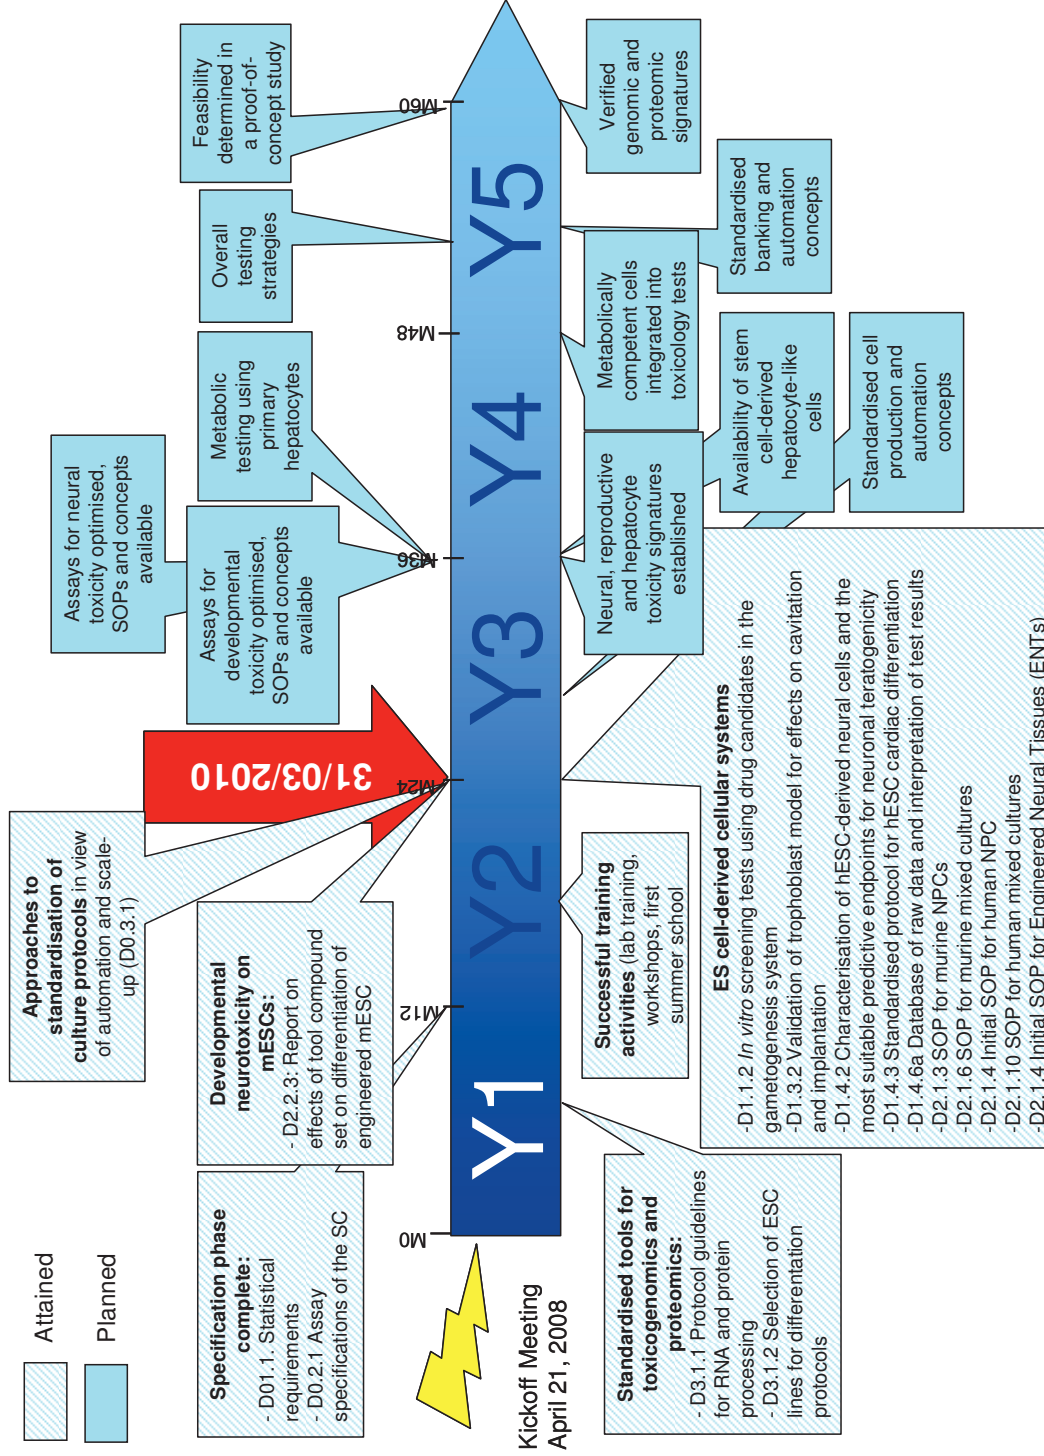 Attained
Planned
Approaches to
standardisation of
culture protocols in view
of automation and scale-
up (D0.3.1)
Assays for neural
toxicity optimised,
SOPs and concepts
available
Specification phase
complete:
- D01.1. Statistical
requirements
- D0.2.1 Assay
specifications of the SC
Developmental
neurotoxicity on
mESCs:
- D2.2.3: Report on
effects of tool compound
set on differentiation of
engineered mESC
31/03/2010
Assays for
developmental
toxicity optimised,
SOPs and concepts
available
Metabolic
testing using
primary
hepatocytes
Overall
testing
strategies
Feasibility
determined in
a proof-of-
concept study
M0
M12
M24
M36
M48
M60
Y1
Y2
Y3
Y4
Y5
Kickoff Meeting
April 21, 2008
Standardised tools for
toxicogenomics and
proteomics:
- D3.1.1 Protocol guidelines
for RNA and protein
processing
- D3.1.2 Selection of ESC
lines for differentiation
protocols
Successful training
activities (lab training,
workshops, first
summer school
ES cell-derived cellular systems
-D1.1.2 In vitro screening tests using drug candidates in the
gametogenesis system
-D1.3.2 Validation of trophoblast model for effects on cavitation
and implantation
-D1.4.2 Characterisation of hESC-derived neural cells and the
most suitable predictive endpoints for neuronal teratogenicity
-D1.4.3 Standardised protocol for hESC cardiac differentiation
-D1.4.6a Database of raw data and interpretation of test results
-D2.1.3 SOP for murine NPCs
-D2.1.6 SOP for murine mixed cultures
-D2.1.4 Initial SOP for human NPC
-D2.1.10 SOP for human mixed cultures
-D2.1.4 Initial SOP for Engineered Neural Tissues (ENTs)
Neural, reproductive
and hepatocyte
toxicity signatures
established
Metabolically
competent cells
integrated into
toxicology tests
Availability of stem
cell-derived
hepatocyte-like
cells
Standardised cell
production and
automation
concepts
Standardised
banking and
automation
concepts
Verified
genomic and
proteomic
signatures